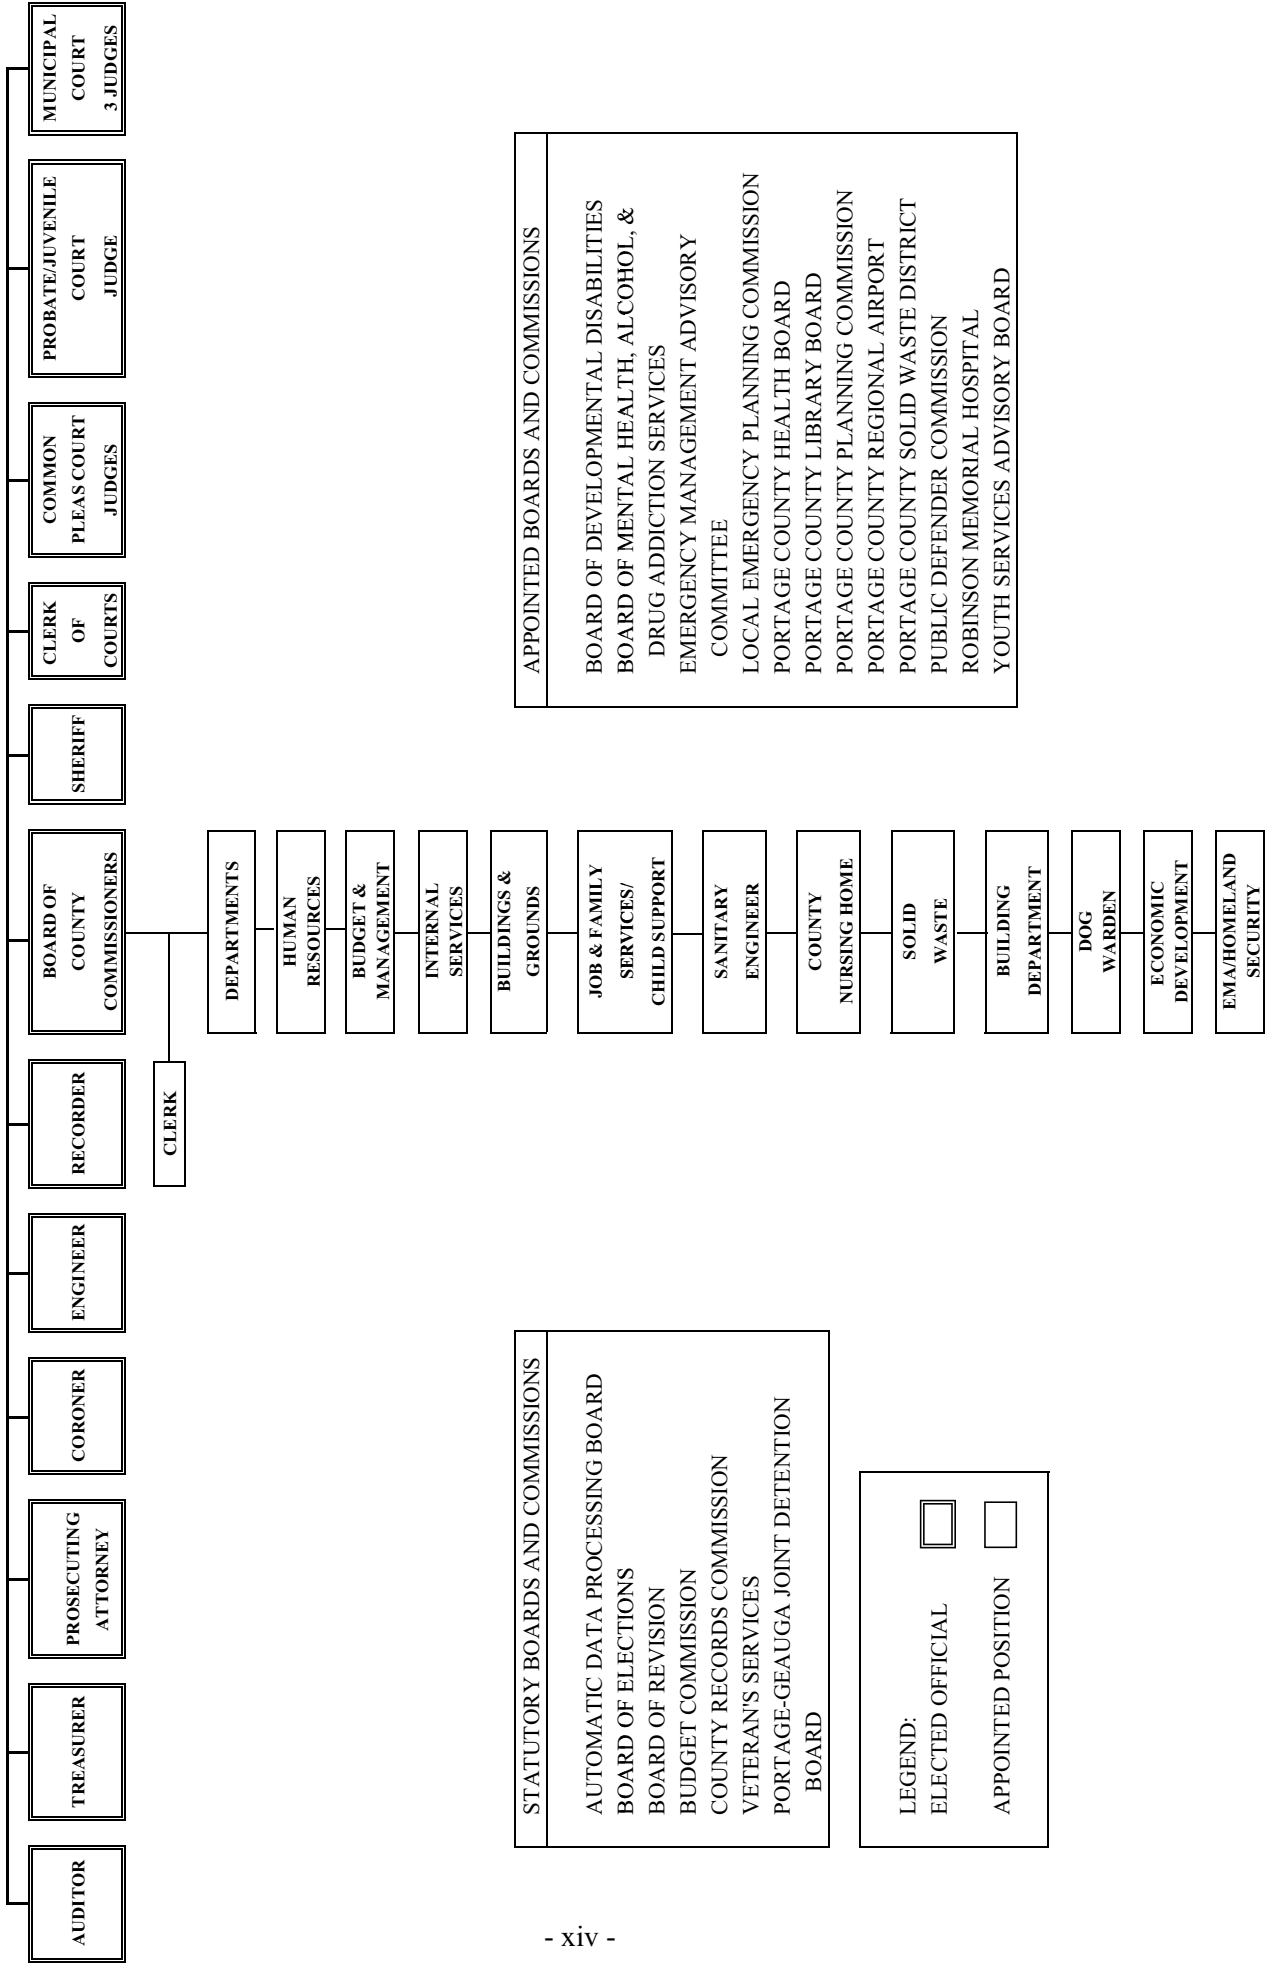 AUDITOR
TREASURER
PROSECUTING
ATTORNEY
CORONER
ENGINEER
RECORDER
BOARD OF
COUNTY
COMMISSIONERS
SHERIFF
CLERK
OF
COURTS
COMMON
PLEAS COURT
JUDGES
PROBATE/JUVENILE
COURT
JUDGE
MUNICIPAL
COURT
3 JUDGES
CLERK
DEPARTMENTS
HUMAN
RESOURCES
BUDGET &
MANAGEMENT
INTERNAL
SERVICES
BUILDINGS &
GROUNDS
JOB & FAMILY
SERVICES/
CHILD SUPPORT
SANITARY
ENGINEER
COUNTY
NURSING HOME
SOLID
WASTE
BUILDING
DEPARTMENT
DOG
WARDEN
ECONOMIC
DEVELOPMENT
EMA/HOMELAND
SECURITY
STATUTORY BOARDS AND COMMISSIONS
AUTOMATIC DATA PROCESSING BOARD
BOARD OF ELECTIONS
BOARD OF REVISION
BUDGET COMMISSION
COUNTY RECORDS COMMISSION
VETERAN'S SERVICES
PORTAGE-GEAUGA JOINT DETENTION
BOARD
APPOINTED BOARDS AND COMMISSIONS
BOARD OF DEVELOPMENTAL DISABILITIES
BOARD OF MENTAL HEALTH, ALCOHOL, &
DRUG ADDICTION SERVICES
EMERGENCY MANAGEMENT ADVISORY
COMMITTEE
LOCAL EMERGENCY PLANNING COMMISSION
PORTAGE COUNTY HEALTH BOARD
PORTAGE COUNTY LIBRARY BOARD
PORTAGE COUNTY PLANNING COMMISSION
PORTAGE COUNTY REGIONAL AIRPORT
PORTAGE COUNTY SOLID WASTE DISTRICT
PUBLIC DEFENDER COMMISSION
ROBINSON MEMORIAL HOSPITAL
YOUTH SERVICES ADVISORY BOARD
LEGEND:
ELECTED OFFICIAL
APPOINTED POSITION
- xiv -